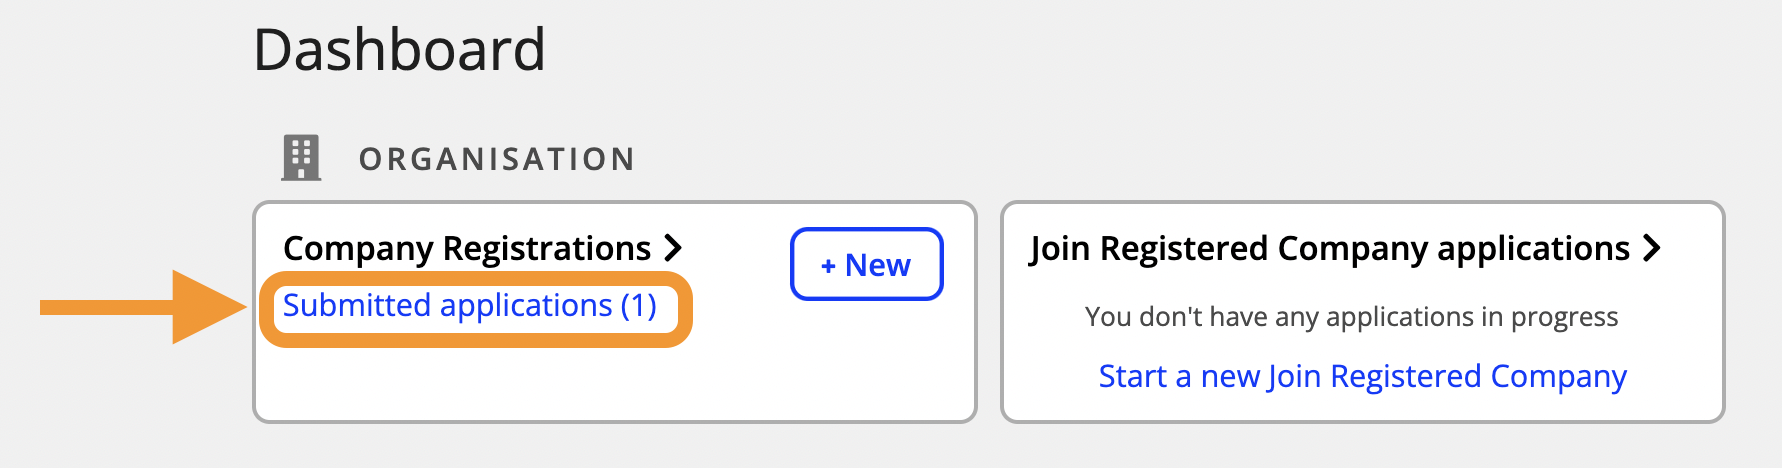 Dashboard
ORGANISATION
Company Registrations
Submitted applications (1)
+ New
Join Registered Company applications
You don't have any applications in progress
Start a new Join Registered Company